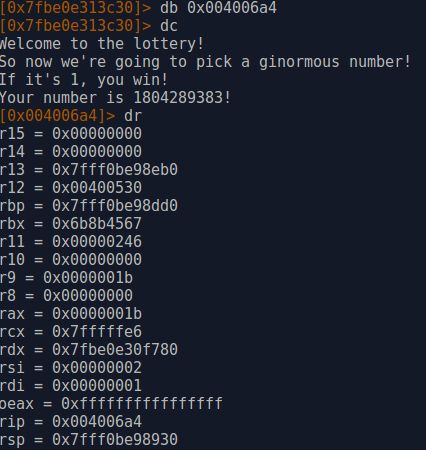 [0x7fbe0e313c30]> db 0x004006a4
[0x7fbe0e313c30]> dc
Welcome to the lottery!
So now we're going to pick a ginormous number!
If it's 1, you win!
Your number is 1804289383!
[0x004006a4]> dr
r15 = 0x00000000
r14 = 0x00000000
r13 = 0x7fff0be98eb0
r12 = 0x00400530
rbp = 0x7fff0be98dd0
rbx = 0x6b8b4567
r11 = 0x00000246
r10 = 0x00000000
r9 = 0x0000001b
r8 = 0x00000000
rax = 0x0000001b
rcx = 0x7fffffe6
rdx = 0x7fbe0e30f780
rsi = 0x00000002
rdi = 0x00000001
oeax = 0xffffffffffffffff
rip = 0x004006a4
rsp = 0x7fff0be98930